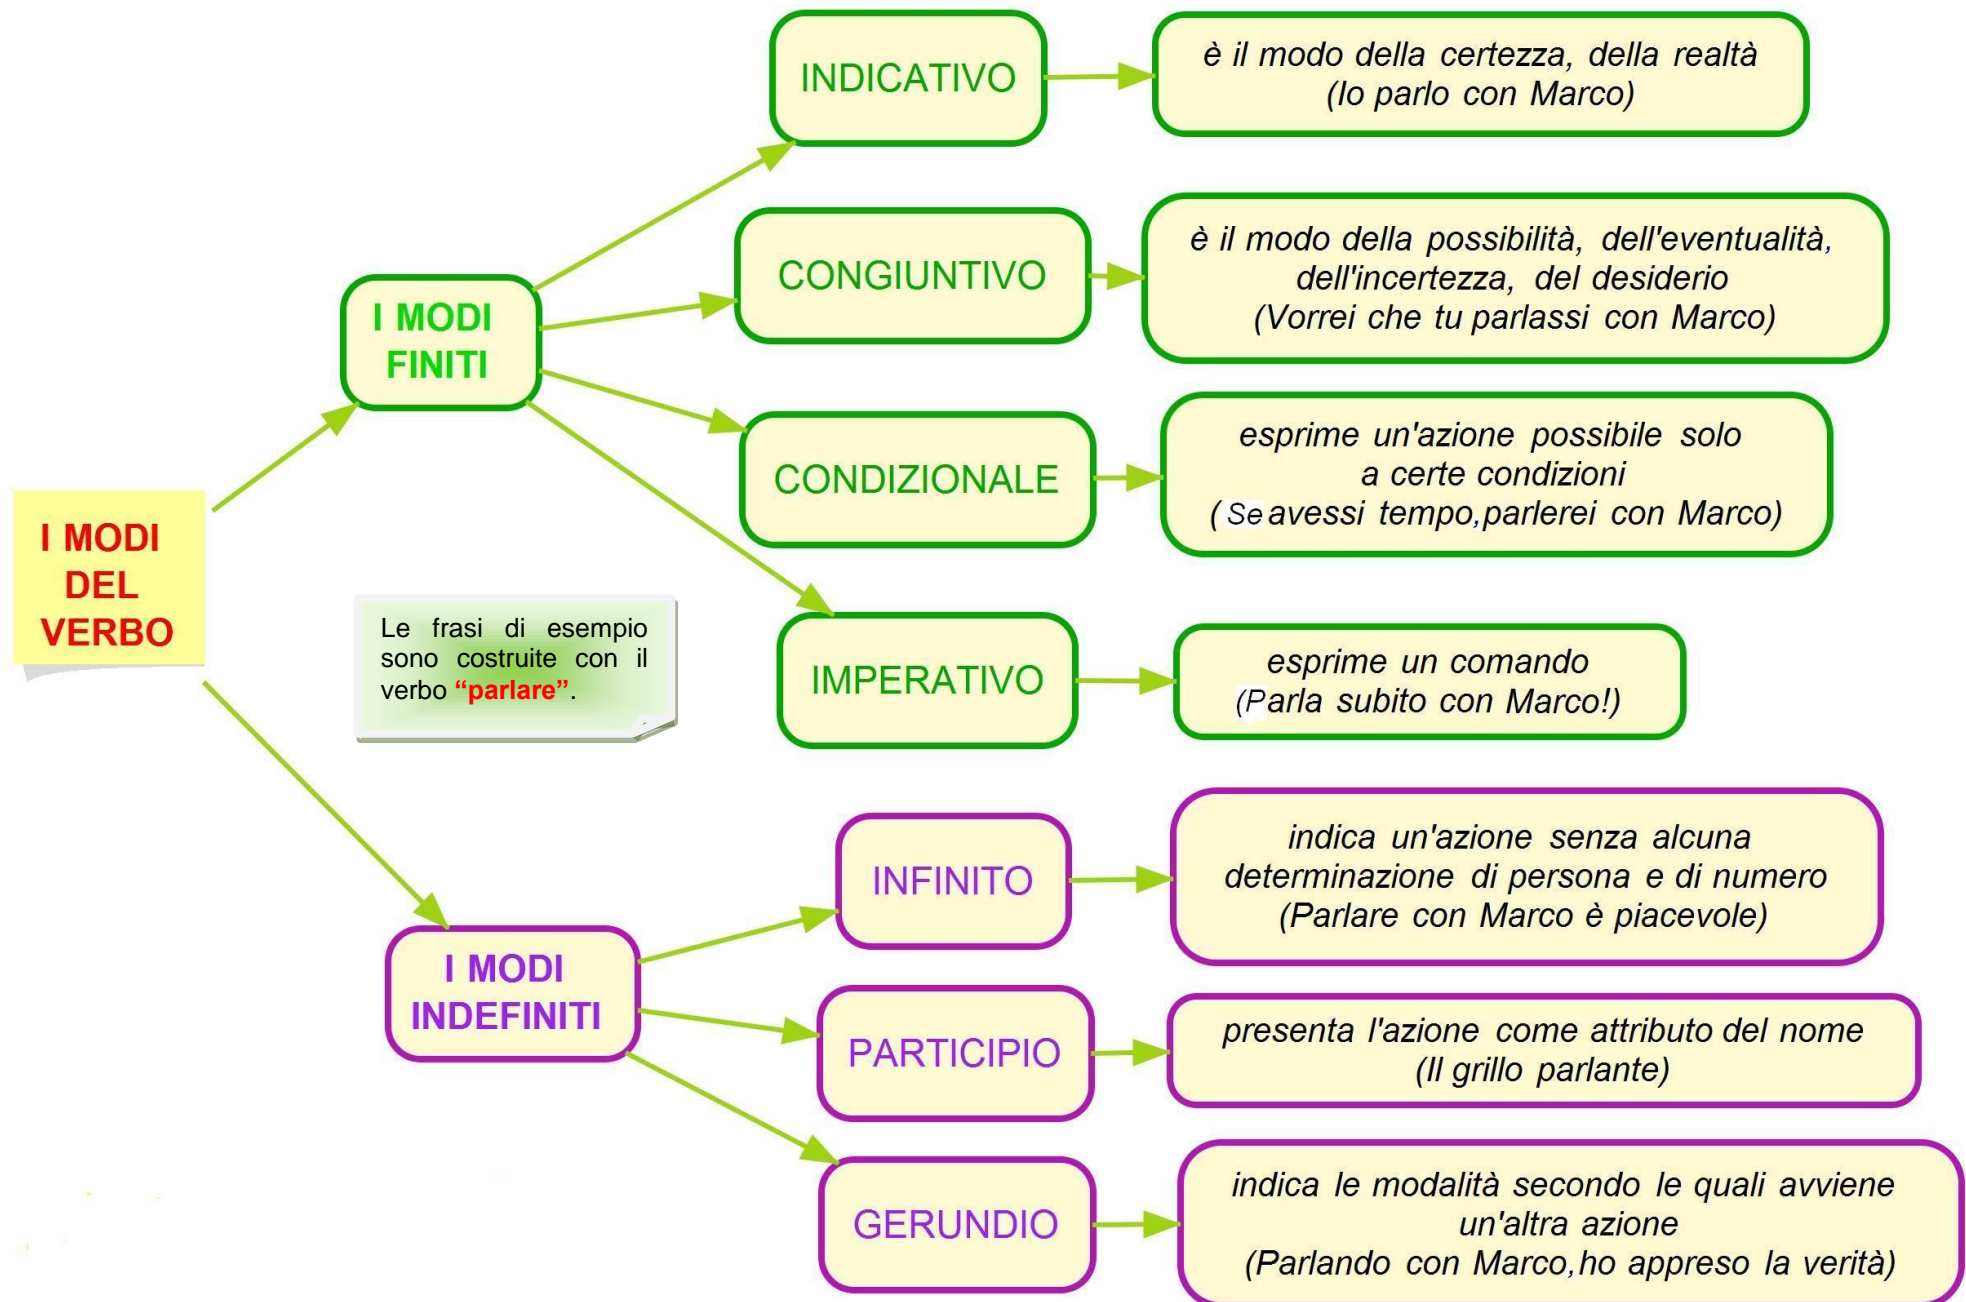 I MODI
DEL
VERBO
I MODI
FINITI
INDICATIVO
è il modo della certezza, della realtà
(Io parlo con Marco)
CONGIUNTIVO
è il modo della possibilità, dell'eventualità,
dell'incertezza, del desiderio
(Vorrei che tu parlassi con Marco)
CONDIZIONALE
esprime un'azione possibile solo
a certe condizioni
(Se avessi tempo,parlerei con Marco)
IMPERATIVO
esprime un comando
(Parla subito con Marco!)
Le frasi di esempio
sono costruite con il
verbo “parlare”.
I MODI
INDEFINITI
INFINITO
indica un'azione senza alcuna
determinazione di persona e di numero
(Parlare con Marco è piacevole)
PARTICIPIO
presenta l'azione come attributo del nome
(Il grillo parlante)
GERUNDIO
indica le modalità secondo le quali avviene
un'altra azione
(Parlando con Marco,ho appreso la verità)